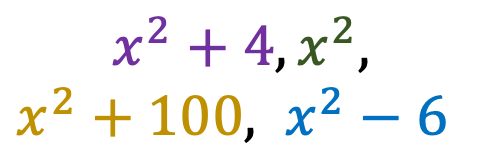 x² + 4, x²,
x² + 100, x² − 6